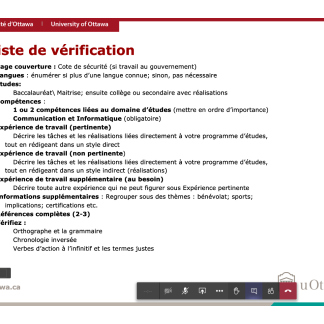 té d'Ottawa | University of Ottawa
iste de vérification
age couverture : Cote de sécurité (si travail au gouvernement)
angues : énumérer si plus d'une langue connue; sinon, pas nécessaire
tudes:
Baccalauréat\ Maitrise; ensuite collège ou secondaire avec réalisations
ompétences :
1 ou 2 compétences liées au domaine d'études (mettre en ordre d'importance)
Communication et Informatique (obligatoire)
xpérience de travail (pertinente)
Décrire les tâches et les réalisations liées directement à votre programme d'études,
tout en rédigeant dans un style direct
xpérience de travail (non pertinente)
Décrire les tâches et les réalisations liées directement à votre programme d'études,
tout en rédigeant dans un style indirect (réalisations)
xpérience de travail supplémentaire (au besoin)
Décrire toute autre expérience qui ne peut figurer sous Expérience pertinente
nformations supplémentaires : Regrouper sous des thèmes : bénévolat; sports;
implications; certifications etc.
éférences complètes (2-3)
érifiez :
Orthographe et la grammaire
Chronologie inversée
Verbes d'action à l'infinitif et les termes justes
wa.ca
uOt